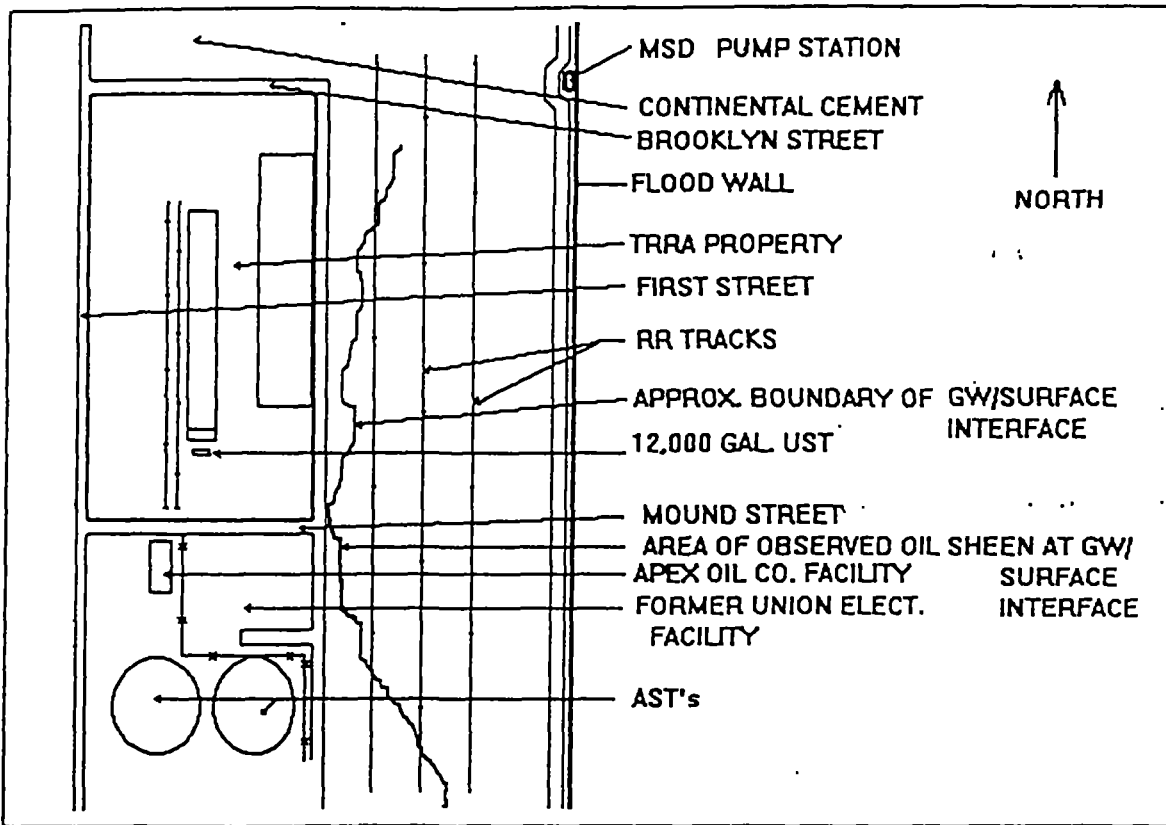 MSD PUMP STATION
CONTINENTAL CEMENT
BROOKLYN STREET
FLOOD WALL
NORTH
TRRA PROPERTY
FIRST STREET
RR TRACKS
APPROX. BOUNDARY OF GW/SURFACE
INTERFACE
12,000 GAL. UST
MOUND STREET
AREA OF OBSERVED OIL SHEEN AT GW/
SURFACE
INTERFACE
APEX OIL CO. FACILITY
FORMER UNION ELECT.
FACILITY
AST's